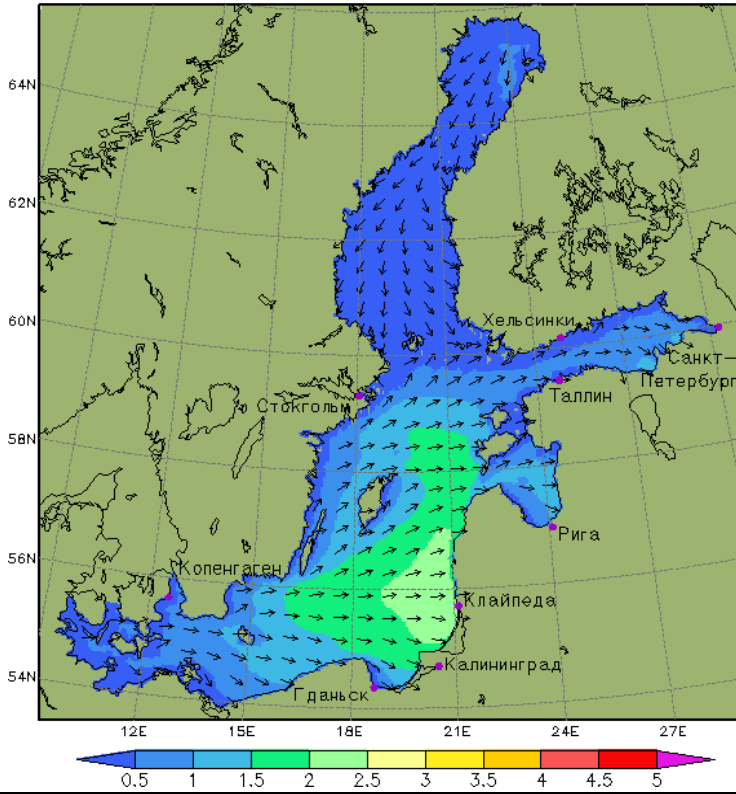 64N
62N
60N
58N
56N
54N
Хельсинки
Санкт-
Петербург
Таллин
Стокгольм
Рига
Копенгаген
Клайпеда
Калининград
Гданьск
12E 15E 18E 21E 24E 27E
0.5 1 1.5 2 2.5 3 3.5 4 4.5 5